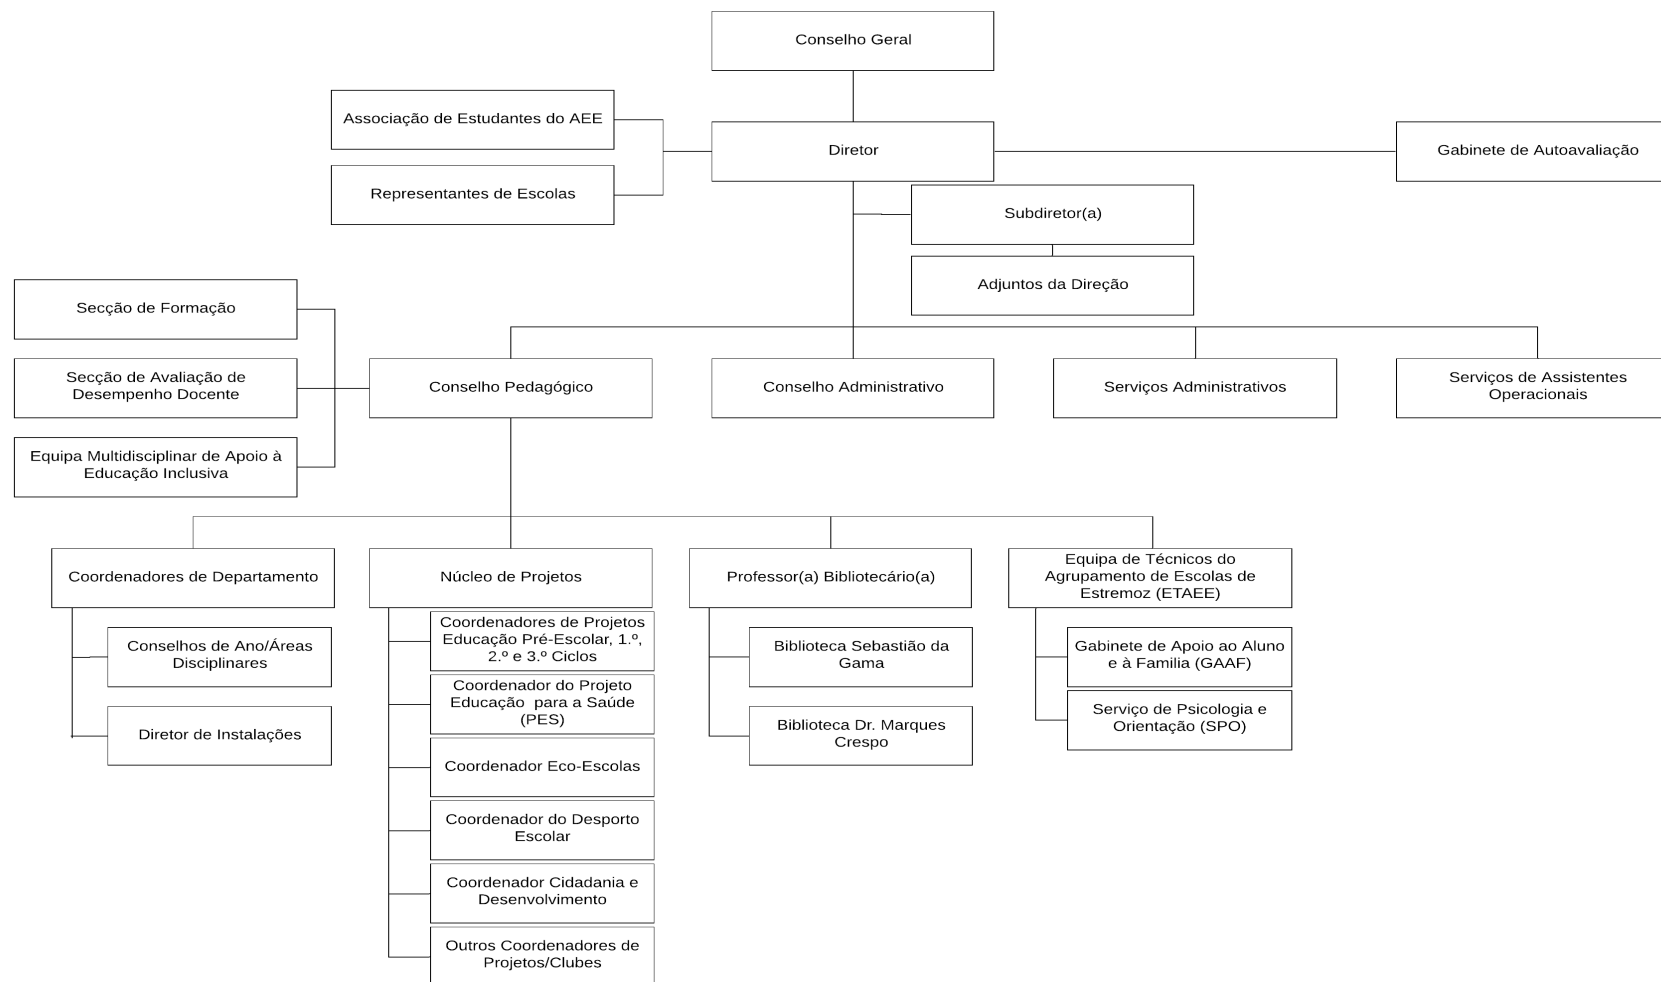 Conselho Geral
Associação de Estudantes do AEE
Diretor
Gabinete de Autoavaliação
Representantes de Escolas
Subdiretor(a)
Adjuntos da Direção
Secção de Formação
Secção de Avaliação de
Desempenho Docente
Equipa Multidisciplinar de Apoio à
Educação Inclusiva
Conselho Pedagógico
Conselho Administrativo
Serviços Administrativos
Serviços de Assistentes
Operacionais
Coordenadores de Departamento
Conselhos de Ano/Áreas
Disciplinares
Diretor de Instalações
Núcleo de Projetos
Coordenadores de Projetos
Educação Pré-Escolar, 1.º,
2.º e 3.º Ciclos
Coordenador do Projeto
Educação  para a Saúde
(PES)
Coordenador Eco-Escolas
Coordenador do Desporto
Escolar
Coordenador Cidadania e
Desenvolvimento
Outros Coordenadores de
Projetos/Clubes
Professor(a) Bibliotecário(a)
Biblioteca Sebastião da
Gama
Biblioteca Dr. Marques
Crespo
Equipa de Técnicos do
Agrupamento de Escolas de
Estremoz (ETAEE)
Gabinete de Apoio ao Aluno
e à Familia (GAAF)
Serviço de Psicologia e
Orientação (SPO)